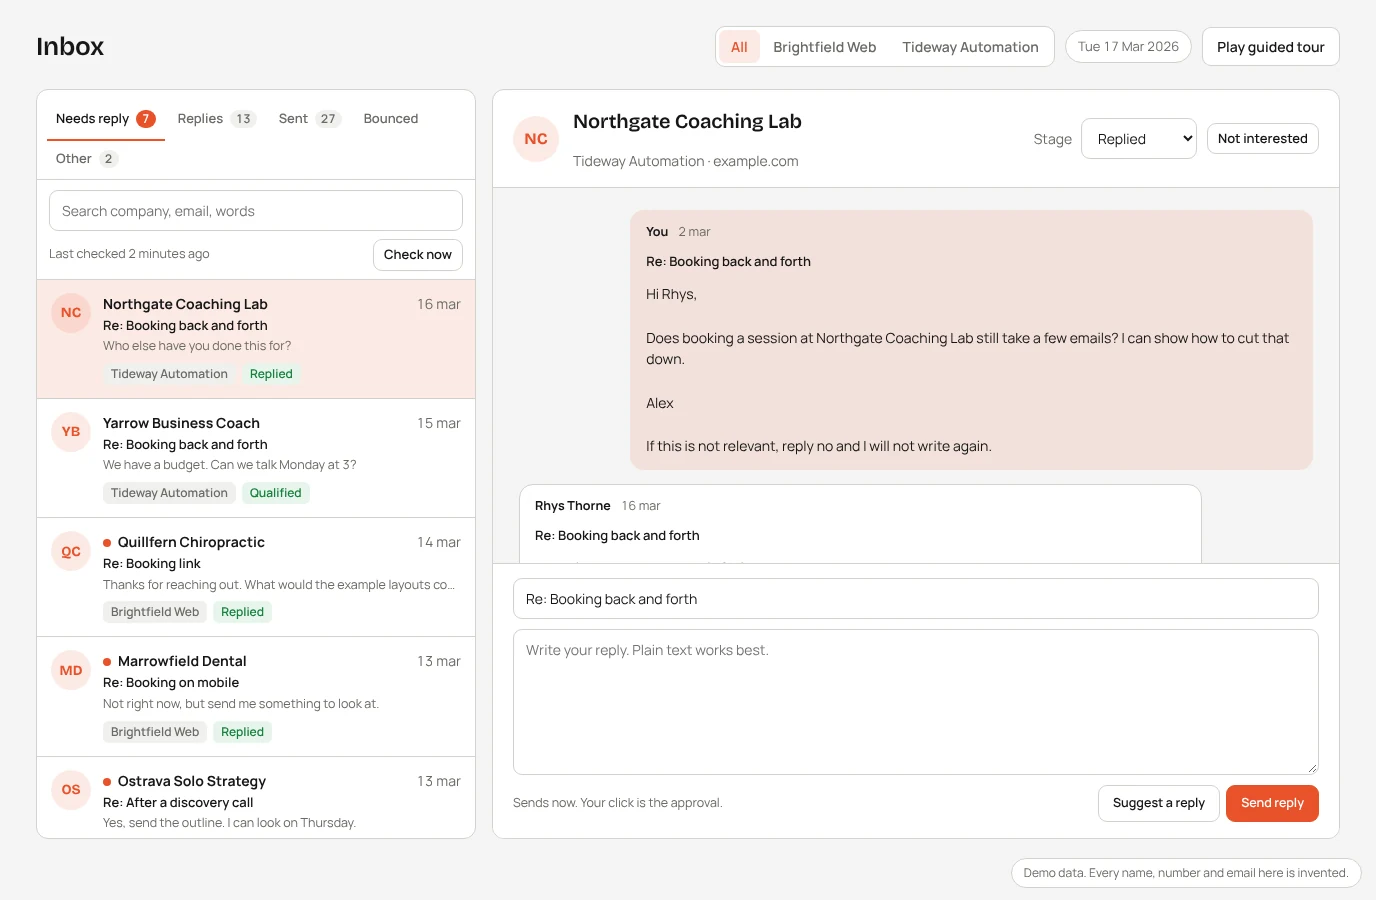 Inbox
All
Brightfield Web
Tideway Automation
Tue 17 Mar 2026
Play guided tour
Needs reply 7
Replies 13
Sent 27
Bounced
Other 2
Search company, email, words
Last checked 2 minutes ago
Check now
NC
Northgate Coaching Lab
16 mar
Re: Booking back and forth
Who else have you done this for?
Tideway Automation
Replied
YB
Yarrow Business Coach
15 mar
Re: Booking back and forth
We have a budget. Can we talk Monday at 3?
Tideway Automation
Qualified
QC
Quillfern Chiropractic
14 mar
Re: Booking link
Thanks for reaching out. What would the example layouts co...
Brightfield Web
Replied
MD
Marrowfield Dental
13 mar
Re: Booking on mobile
Not right now, but send me something to look at.
Brightfield Web
Replied
OS
Ostrava Solo Strategy
13 mar
Re: After a discovery call
Yes, send the outline. I can look on Thursday.
NC
Northgate Coaching Lab
Tideway Automation · example.com
Stage
Replied
Not interested
You 2 mar
Re: Booking back and forth
Hi Rhys,
Does booking a session at Northgate Coaching Lab still take a few emails? I can show how to cut that
down.
Alex
If this is not relevant, reply no and I will not write again.
Rhys Thorne 16 mar
Re: Booking back and forth
Re: Booking back and forth
Write your reply. Plain text works best.
Sends now. Your click is the approval.
Suggest a reply
Send reply
Demo data. Every name, number and email here is invented.